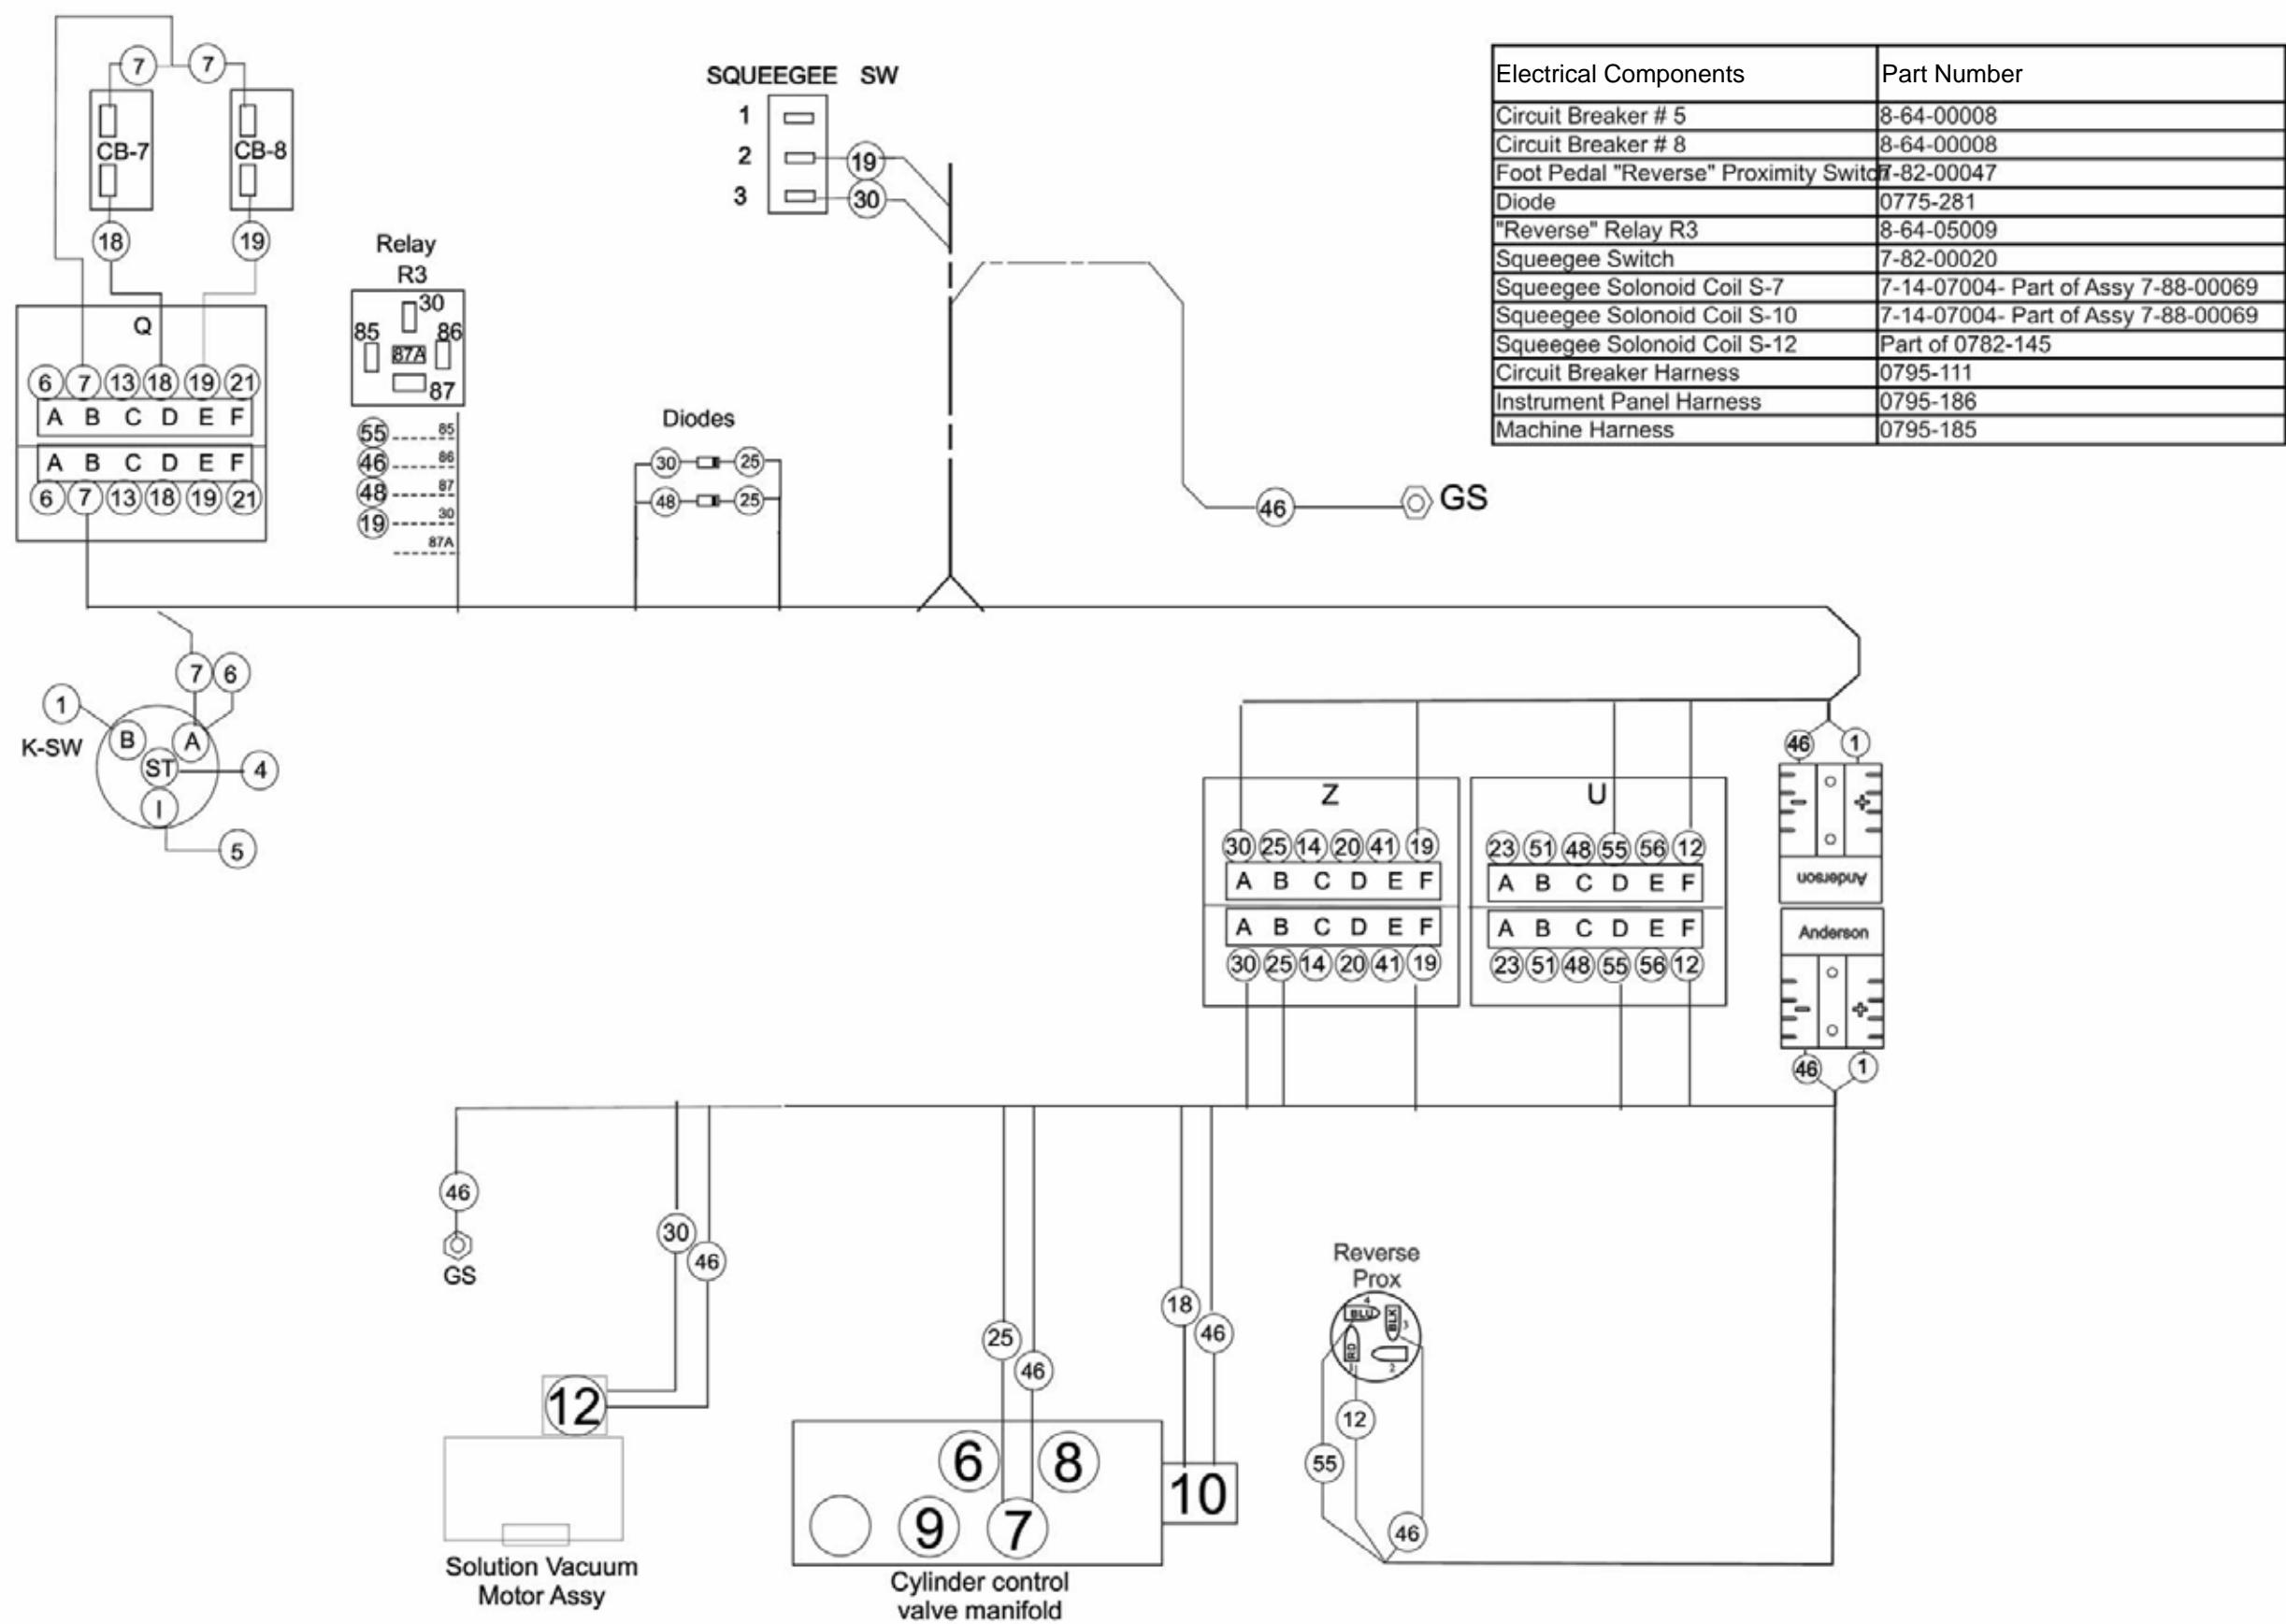 7 7
CB-7 CB-8
18 19
Q
6 7 13 18 19 21
A B C D E F
A B C D E F
6 7 13 18 19 21
Relay
R3
30
85 86
87A
87
55 85
46 86
48 87
19 30
87A
SQUEEGEE SW
1
2 19
3 30
Diodes
30 25
48 25
46 GS
Electrical Components Part Number
Circuit Breaker # 5 8-64-00008
Circuit Breaker # 8 8-64-00008
Foot Pedal "Reverse" Proximity Switch 7-82-00047
Diode 0775-281
"Reverse" Relay R3 8-64-05009
Squeegee Switch 7-82-00020
Squeegee Solonoid Coil S-7 7-14-07004- Part of Assy 7-88-00069
Squeegee Solonoid Coil S-10 7-14-07004- Part of Assy 7-88-00069
Squeegee Solonoid Coil S-12 Part of 0782-145
Circuit Breaker Harness 0795-111
Instrument Panel Harness 0795-186
Machine Harness 0795-185
7 6
1
K-SW B A
ST 4
I
5
Z
30 25 14 20 41 19
A B C D E F
A B C D E F
30 25 14 20 41 19
U
23 51 48 55 56 12
A B C D E F
A B C D E F
23 51 48 55 56 12
46 1
- +
Anderson
Anderson
- +
46 1
46
GS
30
46
12
Solution Vacuum
Motor Assy
25
46
18
46
6 8
9 7
10
Cylinder control
valve manifold
Reverse
Prox
4
BLU BLK 3
RD
1 2
12
55
46